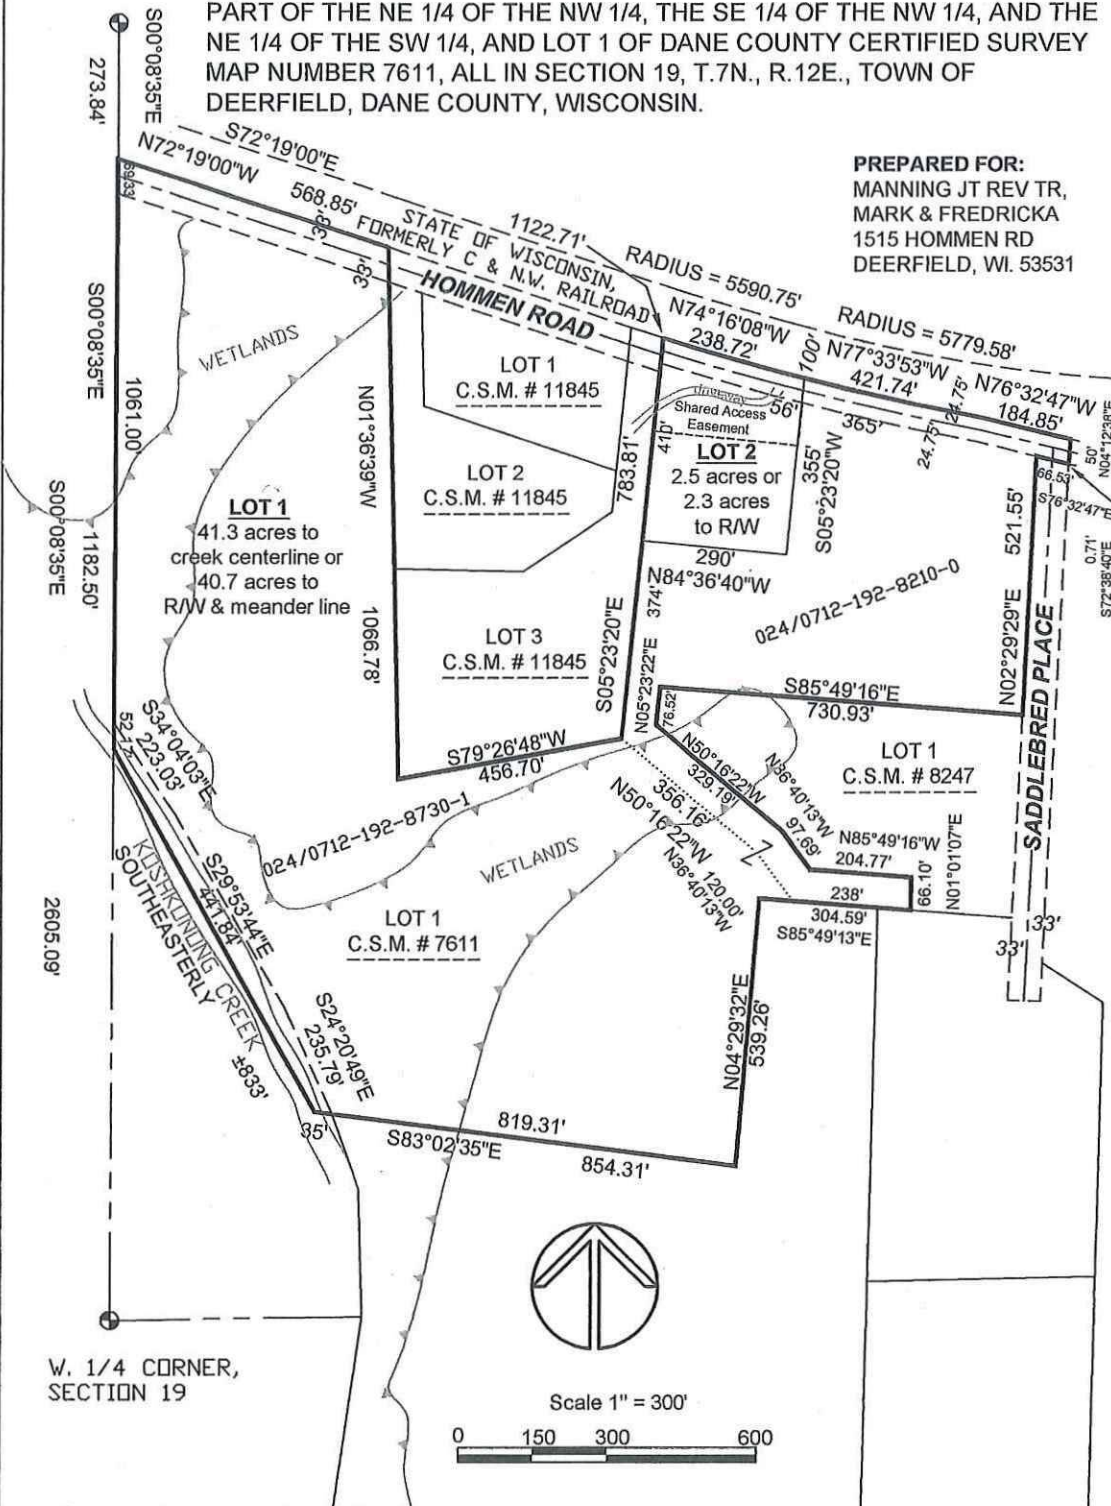 PART OF THE NE 1/4 OF THE NW 1/4, THE SE 1/4 OF THE NW 1/4, AND THE
NE 1/4 OF THE SW 1/4, AND LOT 1 OF DANE COUNTY CERTIFIED SURVEY
MAP NUMBER 7611, ALL IN SECTION 19, T.7N., R.12E., TOWN OF
DEERFIELD, DANE COUNTY, WISCONSIN.
S00°08'35"E
273.84'
PREPARED FOR:
MANNING JT REV TR,
MARK & FREDRICKA
1515 HOMMEN RD
DEERFIELD, WI. 53531
S72°19'00"E
1122.71'
N72°19'00"W
568.85'
STATE OF WISCONSIN,
FORMERLY C & N.W. RAILROAD
HOMMEN ROAD
33'
33'
RADIUS = 5590.75'
N74°16'08"W
238.72'
100'
RADIUS = 5779.58'
N77°33'53"W
421.74'
24.75'
24.75'
N76°32'47"W
184.85'
50'
N04°12'38"E
66.53'
S76°32'47"E
0.71'
S72°38'40"E
S00°08'35"E
1061.00'
WETLANDS
N01°36'39"W
1066.78'
LOT 1
C.S.M. # 11845
LOT 2
C.S.M. # 11845
LOT 3
C.S.M. # 11845
783.81'
S05°23'20"E
410'
374'
driveway
Shared Access
Easement
56'
365'
LOT 2
2.5 acres or
2.3 acres
to R/W
355'
S05°23'20"W
290'
N84°36'40"W
LOT 1
41.3 acres to
creek centerline or
40.7 acres to
R/W & meander line
S00°08'35"E
1182.50'
024/0712-192-8210-0
521.55'
N02°29'29"E
SADDLEBRED PLACE
N05°23'22"E
76.52'
S85°49'16"E
730.93'
LOT 1
C.S.M. # 8247
S79°26'48"W
456.70'
N50°16'22"W
329.19'
N36°40'13"W
97.69'
356.16'
N50°16'22"W
120.00'
N36°40'13"W
Z
N85°49'16"W
204.77'
66.10'
N01°01'07"E
238'
304.59'
S85°49'13"E
33'
33'
S34°04'03"E
223.03'
024/0712-192-8730-1
WETLANDS
LOT 1
C.S.M. # 7611
S29°53'44"E
441.84'
KOSHKONONG CREEK
SOUTHEASTERLY
±833'
S24°20'49"E
235.79'
2605.09'
N04°29'32"E
539.26'
35'
819.31'
S83°02'35"E
854.31'
W. 1/4 CORNER,
SECTION 19
Scale 1" = 300'
0 150 300 600